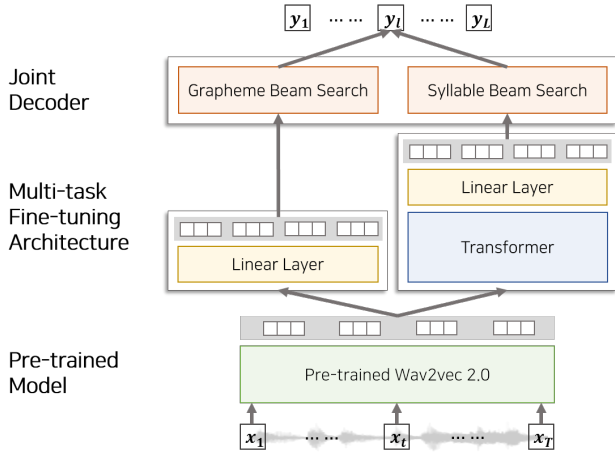 y1 ... ... yl ... ... yL
Joint
Decoder
Grapheme Beam Search
Syllable Beam Search
Multi-task
Fine-tuning
Architecture
Linear Layer
Linear Layer
Transformer
Pre-trained
Model
Pre-trained Wav2vec 2.0
x1 ... ... xt ... ... xT